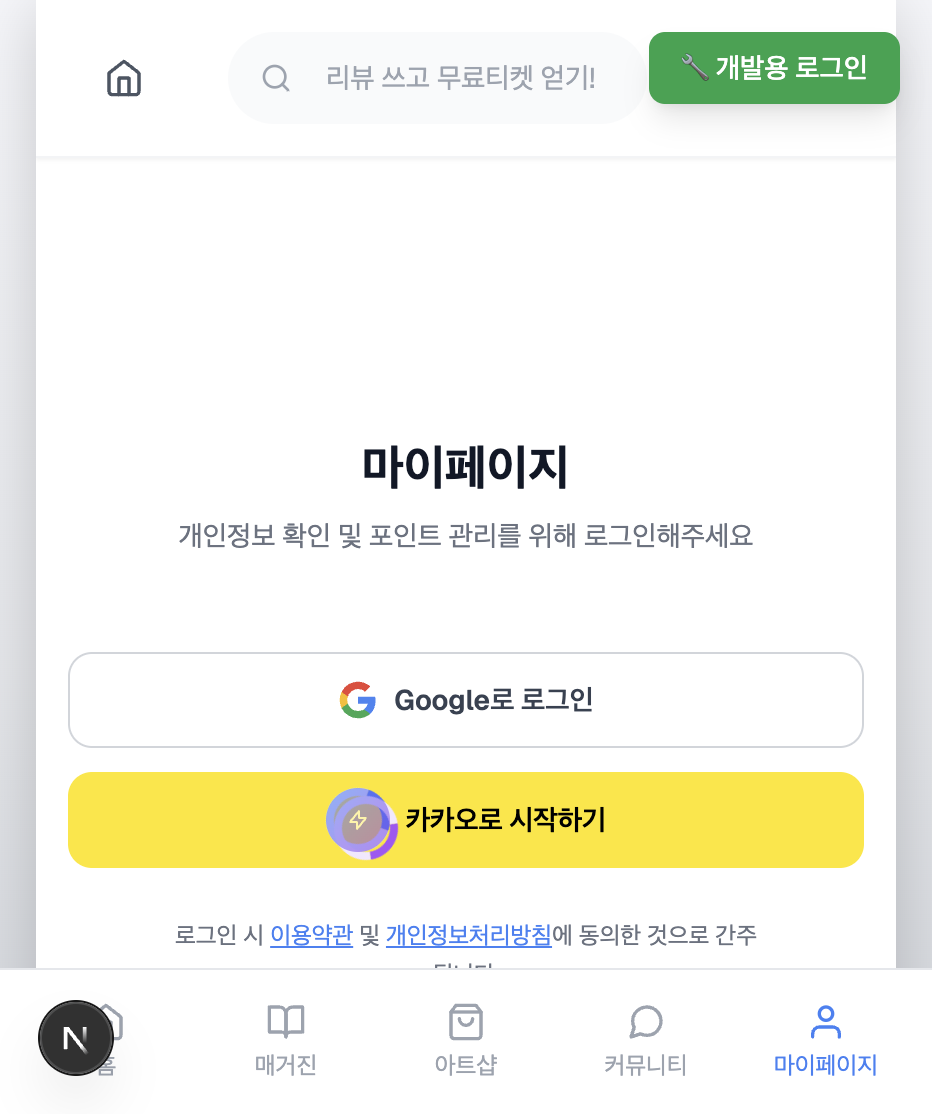 리뷰 쓰고 무료티켓 얻기!
개발용 로그인
마이페이지
개인정보 확인 및 포인트 관리를 위해 로그인해주세요
Google로 로그인
카카오로 시작하기
로그인 시 이용약관 및 개인정보처리방침에 동의한 것으로 간주
N
홈
매거진
아트샵
커뮤니티
마이페이지